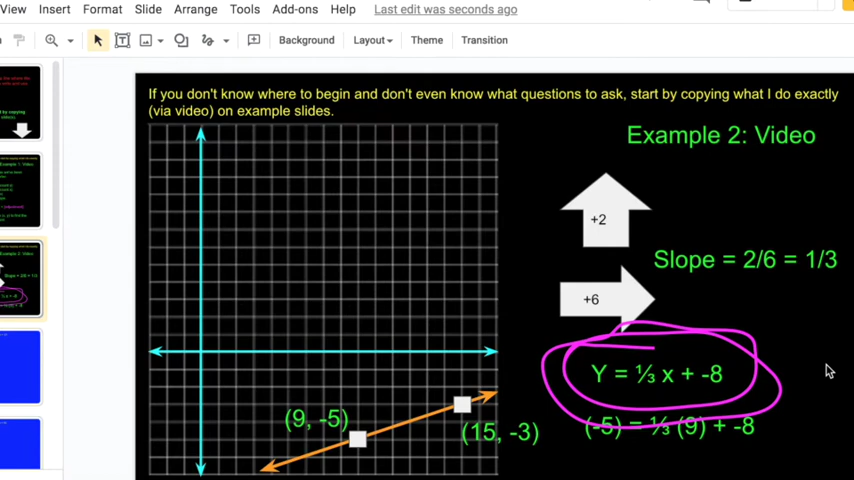 View Insert Format Slide Arrange Tools Add-ons Help Last edit was seconds ago
Background Layout Theme Transition
If you don't know where to begin and don't even know what questions to ask, start by copying what I do exactly
(via video) on example slides.
Example 2: Video
+2
Slope = 2/6 = 1/3
+6
Y = ⅓ x + -8
(9, -5)
(15, -3)
(-5) = ⅓ (9) + -8